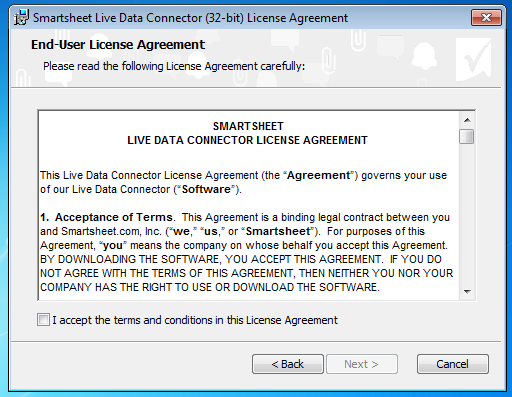 Smartsheet Live Data Connector (32-bit) License Agreement
End-User License Agreement
Please read the following License Agreement carefully:
SMARTSHEET
LIVE DATA CONNECTOR LICENSE AGREEMENT
This Live Data Connector License Agreement (the “Agreement”) governs your use
of our Live Data Connector (“Software”).
1. Acceptance of Terms. This Agreement is a binding legal contract between you
and Smartsheet.com, Inc. (“we,” “us,” or “Smartsheet”). For purposes of this
Agreement, “you” means the company on whose behalf you accept this Agreement.
BY DOWNLOADING THE SOFTWARE, YOU ACCEPT THIS AGREEMENT. IF YOU DO
NOT AGREE WITH THE TERMS OF THIS AGREEMENT, THEN NEITHER YOU NOR YOUR
COMPANY HAS THE RIGHT TO USE OR DOWNLOAD THE SOFTWARE.
I accept the terms and conditions in this License Agreement
< Back Next > Cancel